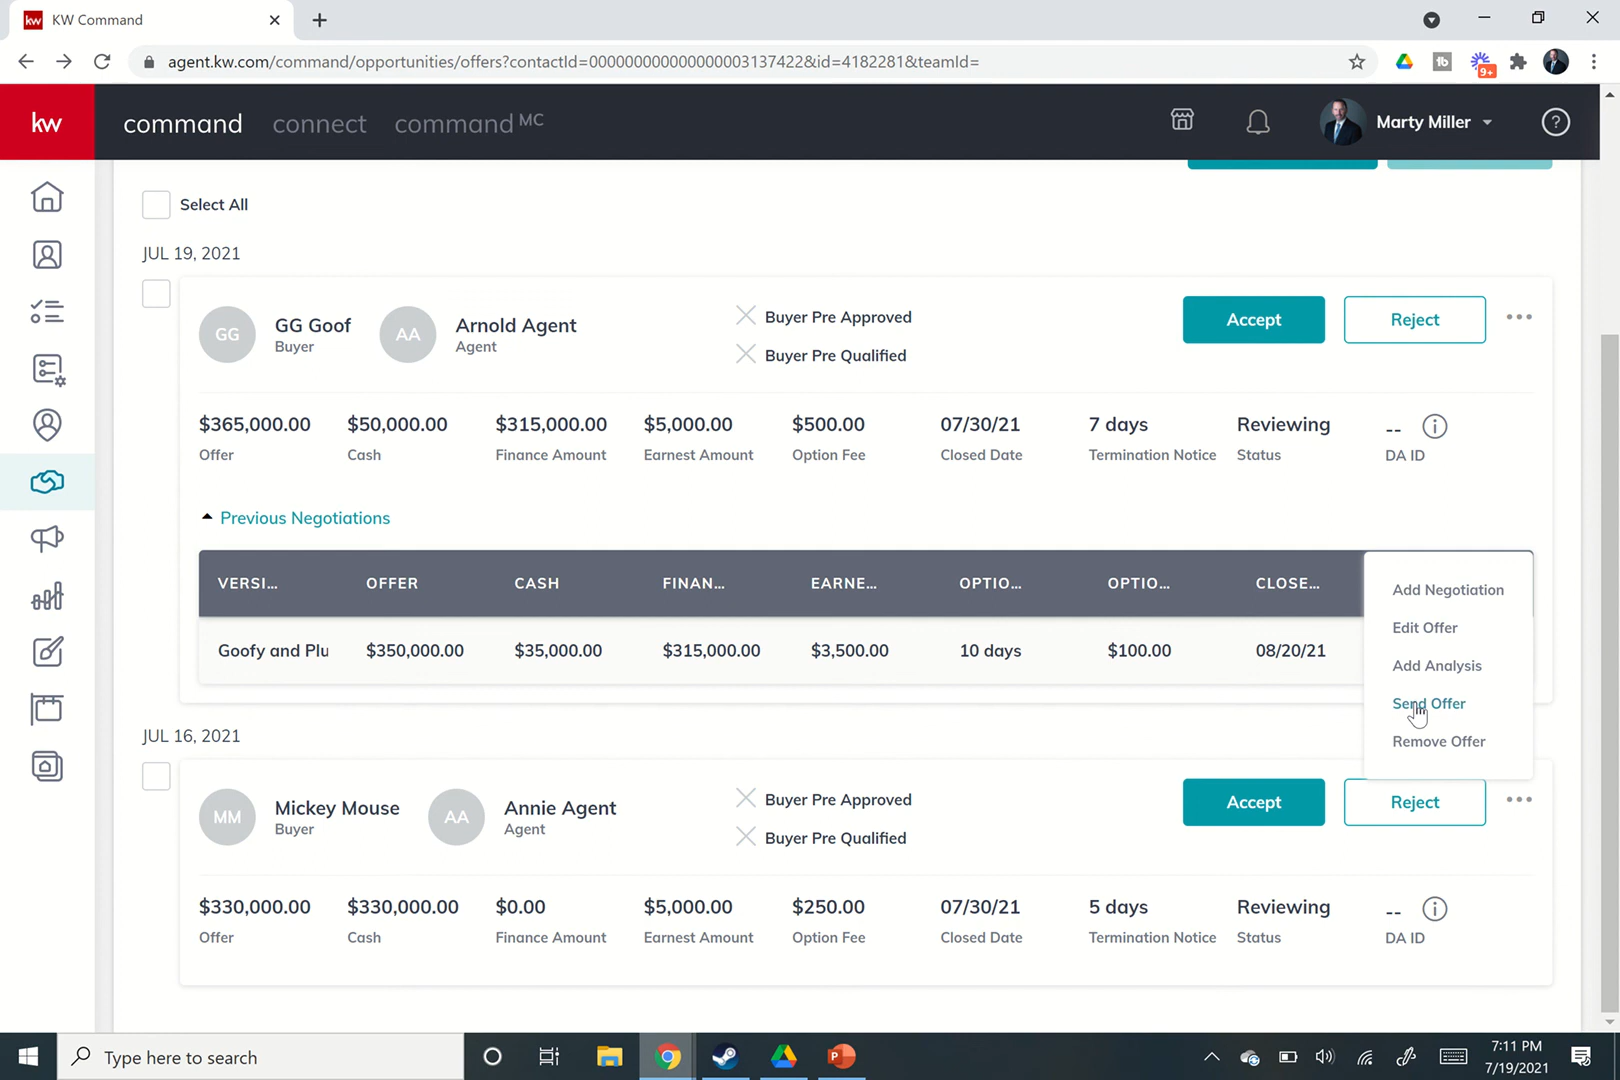 kw KW Command
agent.kw.com/command/opportunities/offers?contactId=00000000000000003137422&id=4182281&teamId=
tb
9+
kw command connect command MC Marty Miller ?
Select All
JUL 19, 2021
GG GG Goof AA Arnold Agent
Buyer Agent
Buyer Pre Approved
Buyer Pre Qualified
Accept Reject
$365,000.00 $50,000.00 $315,000.00 $5,000.00 $500.00 07/30/21 7 days Reviewing --
Offer Cash Finance Amount Earnest Amount Option Fee Closed Date Termination Notice Status DA ID
Previous Negotiations
VERSI... OFFER CASH FINAN... EARNE... OPTIO... OPTIO... CLOSE...
Goofy and Plu $350,000.00 $35,000.00 $315,000.00 $3,500.00 10 days $100.00 08/20/21
Add Negotiation
Edit Offer
Add Analysis
Send Offer
Remove Offer
JUL 16, 2021
MM Mickey Mouse AA Annie Agent
Buyer Agent
Buyer Pre Approved
Buyer Pre Qualified
Accept Reject
$330,000.00 $330,000.00 $0.00 $5,000.00 $250.00 07/30/21 5 days Reviewing --
Offer Cash Finance Amount Earnest Amount Option Fee Closed Date Termination Notice Status DA ID
Type here to search
7:11 PM
7/19/2021